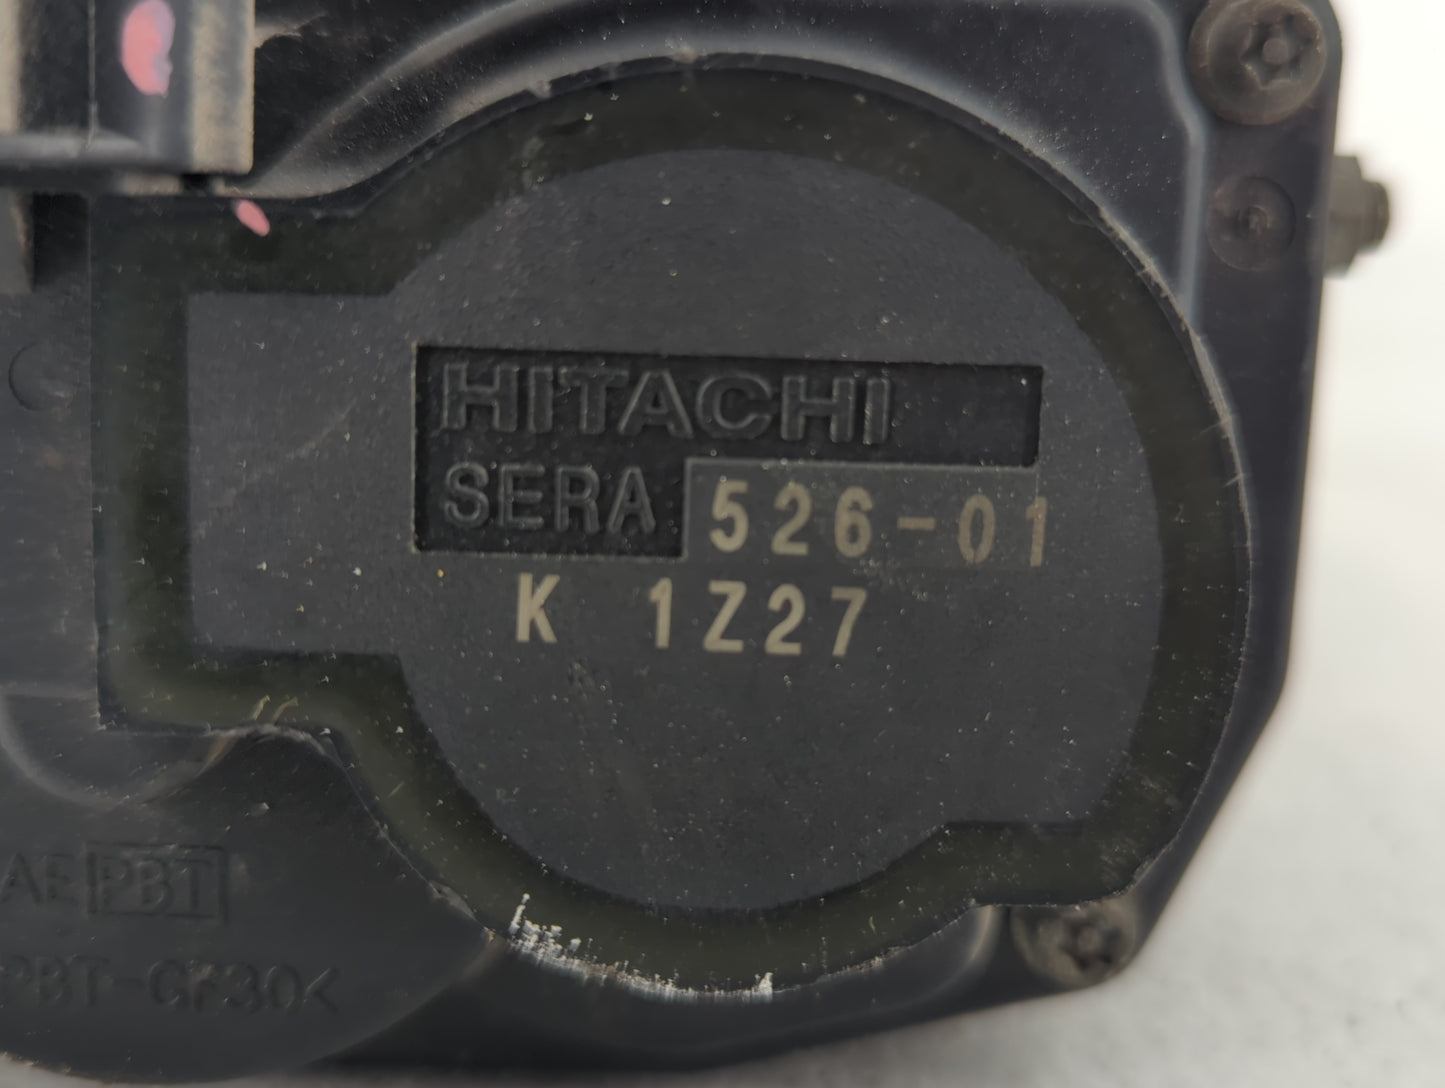 HITACHI
SERA 526-01
K 1Z27
AE PBT
PBT-GF30<